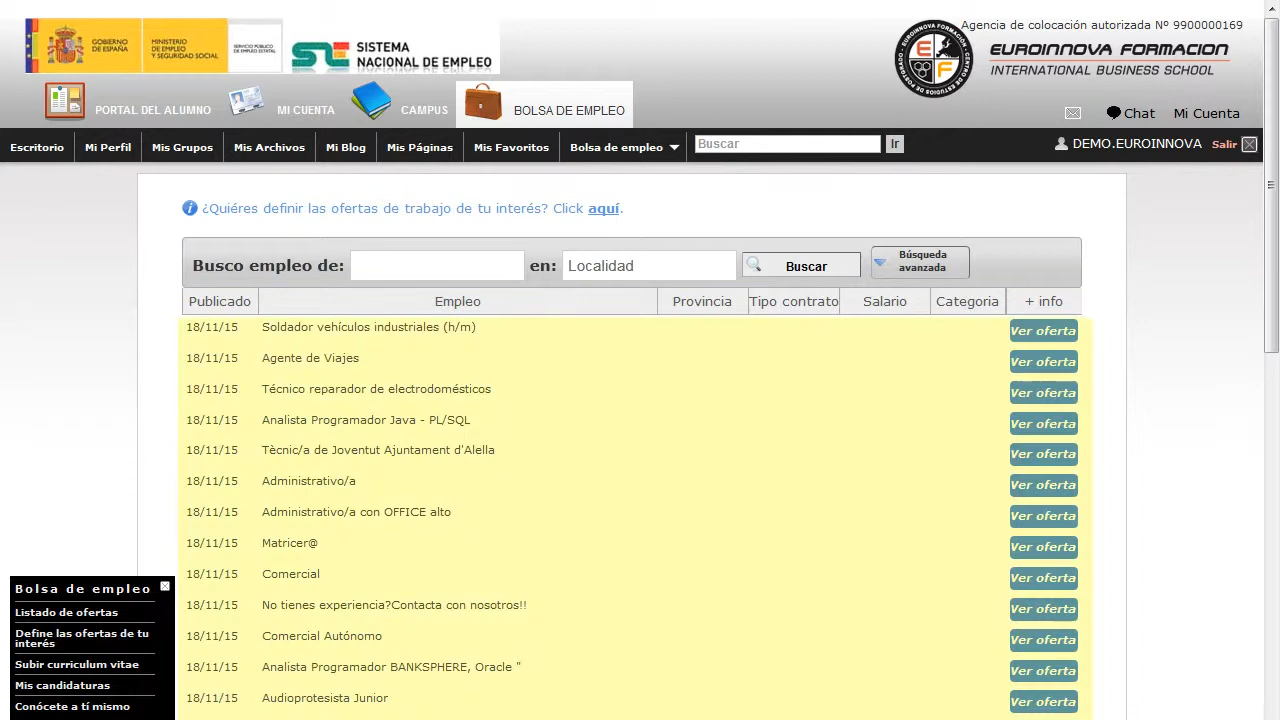 GOBIERNO
DE ESPAÑA
MINISTERIO
DE EMPLEO
Y SEGURIDAD SOCIAL
SERVICIO PÚBLICO
DE EMPLEO ESTATAL
SISTEMA
NACIONAL DE EMPLEO
Agencia de colocación autorizada Nº 9900000169
EUROINNOVA FORMACION
INTERNATIONAL BUSINESS SCHOOL
PORTAL DEL ALUMNO
MI CUENTA
CAMPUS
BOLSA DE EMPLEO
Chat
Mi Cuenta
Escritorio
Mi Perfil
Mis Grupos
Mis Archivos
Mi Blog
Mis Páginas
Mis Favoritos
Bolsa de empleo
Buscar
Ir
DEMO.EUROINNOVA
Salir
¿Quiéres definir las ofertas de trabajo de tu interés? Click aquí.
Busco empleo de:
en:
Localidad
Buscar
Búsqueda
avanzada
Publicado
Empleo
Provincia
Tipo contrato
Salario
Categoria
+ info
18/11/15 Soldador vehículos industriales (h/m) Ver oferta
18/11/15 Agente de Viajes Ver oferta
18/11/15 Técnico reparador de electrodomésticos Ver oferta
18/11/15 Analista Programador Java - PL/SQL Ver oferta
18/11/15 Tècnic/a de Joventut Ajuntament d'Alella Ver oferta
18/11/15 Administrativo/a Ver oferta
18/11/15 Administrativo/a con OFFICE alto Ver oferta
18/11/15 Matricer@ Ver oferta
18/11/15 Comercial Ver oferta
18/11/15 No tienes experiencia?Contacta con nosotros!! Ver oferta
18/11/15 Comercial Autónomo Ver oferta
18/11/15 Analista Programador BANKSPHERE, Oracle " Ver oferta
18/11/15 Audioprotesista Junior Ver oferta
Bolsa de empleo
Listado de ofertas
Define las ofertas de tu
interés
Subir curriculum vitae
Mis candidaturas
Conócete a tí mismo